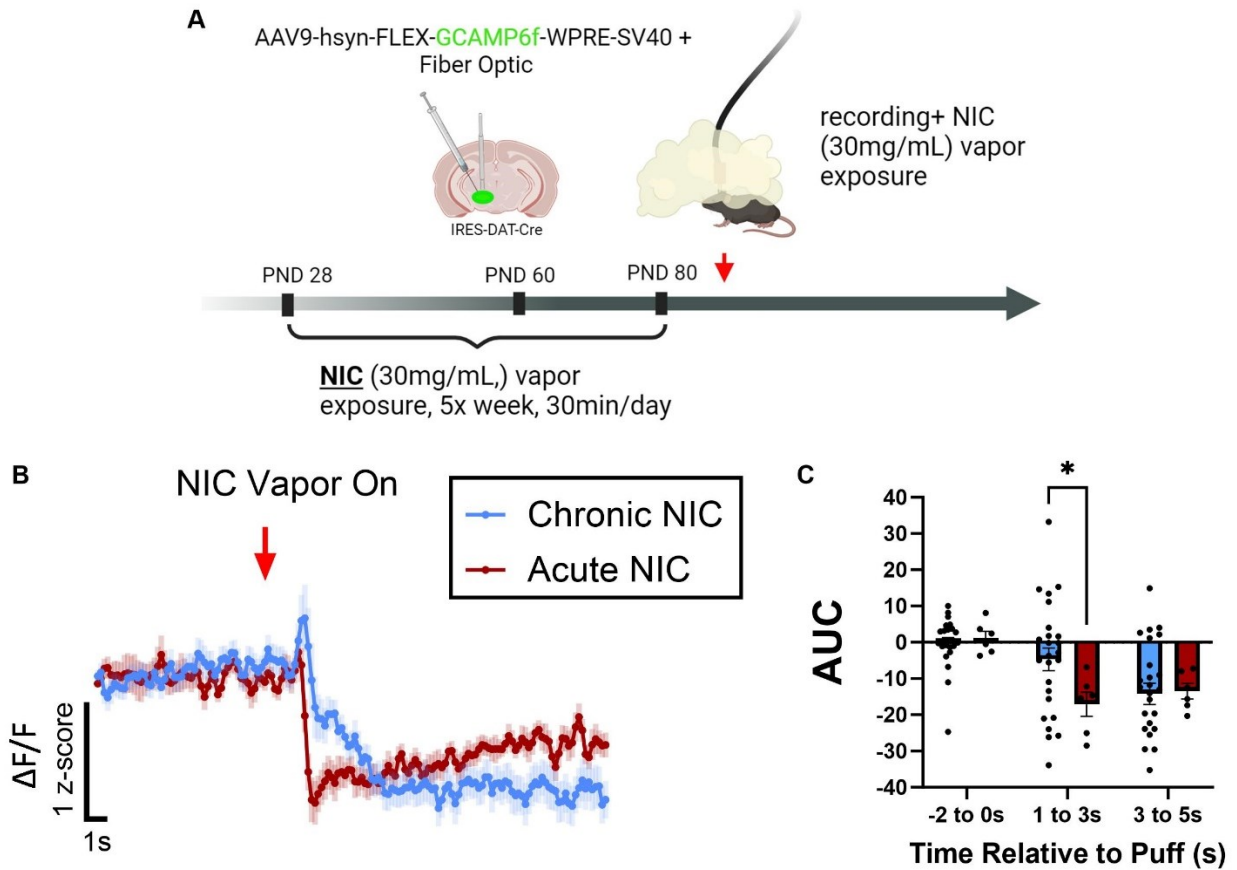 A
AAV9-hsyn-FLEX-GCAMP6f-WPRE-SV40 +
Fiber Optic
recording+ NIC
(30mg/mL) vapor
exposure
IRES-DAT-Cre
PND 28
PND 60
PND 80
NIC (30mg/mL,) vapor
exposure, 5x week, 30min/day
B
NIC Vapor On
Chronic NIC
Acute NIC
ΔF/F
1 z-score
1s
C
*
AUC
40
30
20
10
0
-10
-20
-30
-40
-2 to 0s
1 to 3s
3 to 5s
Time Relative to Puff (s)